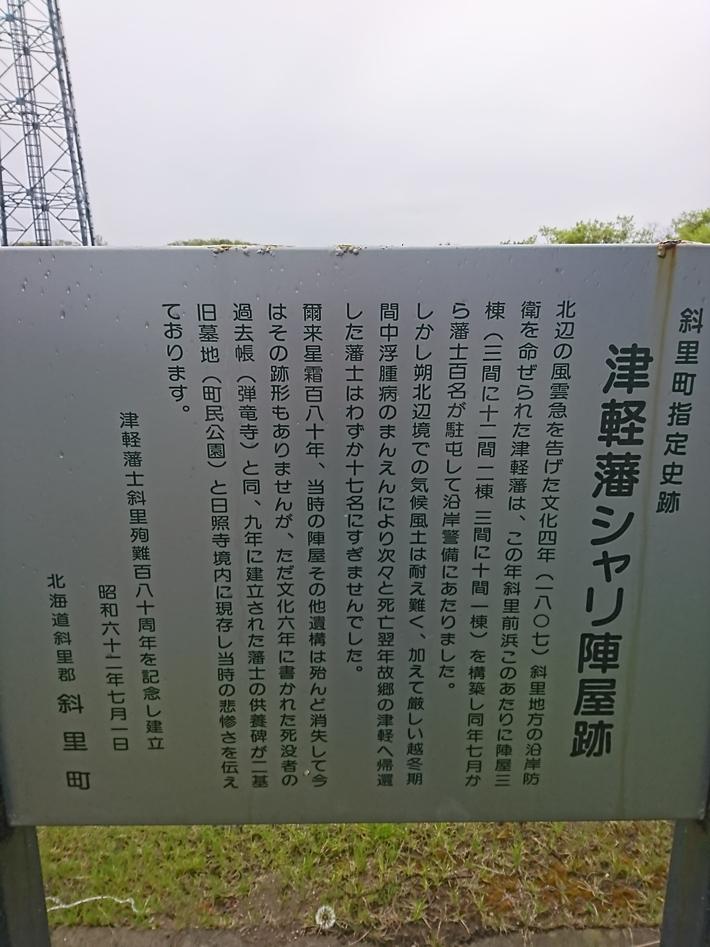 斜里町指定史跡
津軽藩シャリ陣屋跡
北辺の風雲急を告げた文化四年（一八〇七）斜里地方の沿岸防
衛を命ぜられた津軽藩は、この年斜里前浜このあたりに陣屋三
棟（三間に十二間二棟 三間に十間一棟）を構築し同年七月か
ら藩士百名が駐屯して沿岸警備にあたりました。
しかし朔北辺境での気候風土は耐え難く、加えて厳しい越冬期
間中浮腫病のまんえんにより次々と死亡翌年故郷の津軽へ帰還
した藩士はわずか十七名にすぎませんでした。
爾来星霜百八十年、当時の陣屋その他遺構は殆んど消失して今
はその跡形もありませんが、ただ文化六年に書かれた死没者の
過去帳（弾竜寺）と同、九年に建立された藩士の供養碑が二基
旧墓地（町民公園）と日照寺境内に現存し当時の悲惨さを伝え
ております。
津軽藩士斜里殉難百八十周年を記念し建立
昭和六十二年七月一日
北海道斜里郡 斜里町